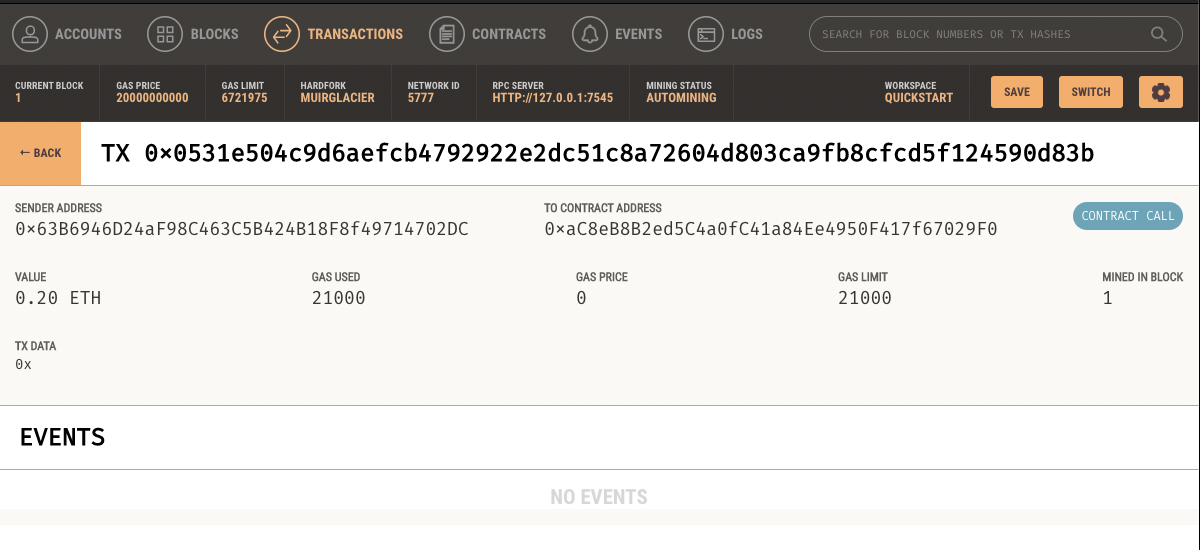 ACCOUNTS
BLOCKS
TRANSACTIONS
CONTRACTS
EVENTS
LOGS
SEARCH FOR BLOCK NUMBERS OR TX HASHES
CURRENT BLOCK
1
GAS PRICE
20000000000
GAS LIMIT
6721975
HARDFORK
MUIRGLACIER
NETWORK ID
5777
RPC SERVER
HTTP://127.0.0.1:7545
MINING STATUS
AUTOMINING
WORKSPACE
QUICKSTART
SAVE
SWITCH
← BACK
TX 0×0531e504c9d6aefcb4792922e2dc51c8a72604d803ca9fb8cfcd5f124590d83b
SENDER ADDRESS
0×63B6946D24aF98C463C5B424B18F8f49714702DC
TO CONTRACT ADDRESS
0×aC8eB8B2ed5C4a0fC41a84Ee4950F417f67029F0
CONTRACT CALL
VALUE
0.20 ETH
GAS USED
21000
GAS PRICE
0
GAS LIMIT
21000
MINED IN BLOCK
1
TX DATA
0x
EVENTS
NO EVENTS